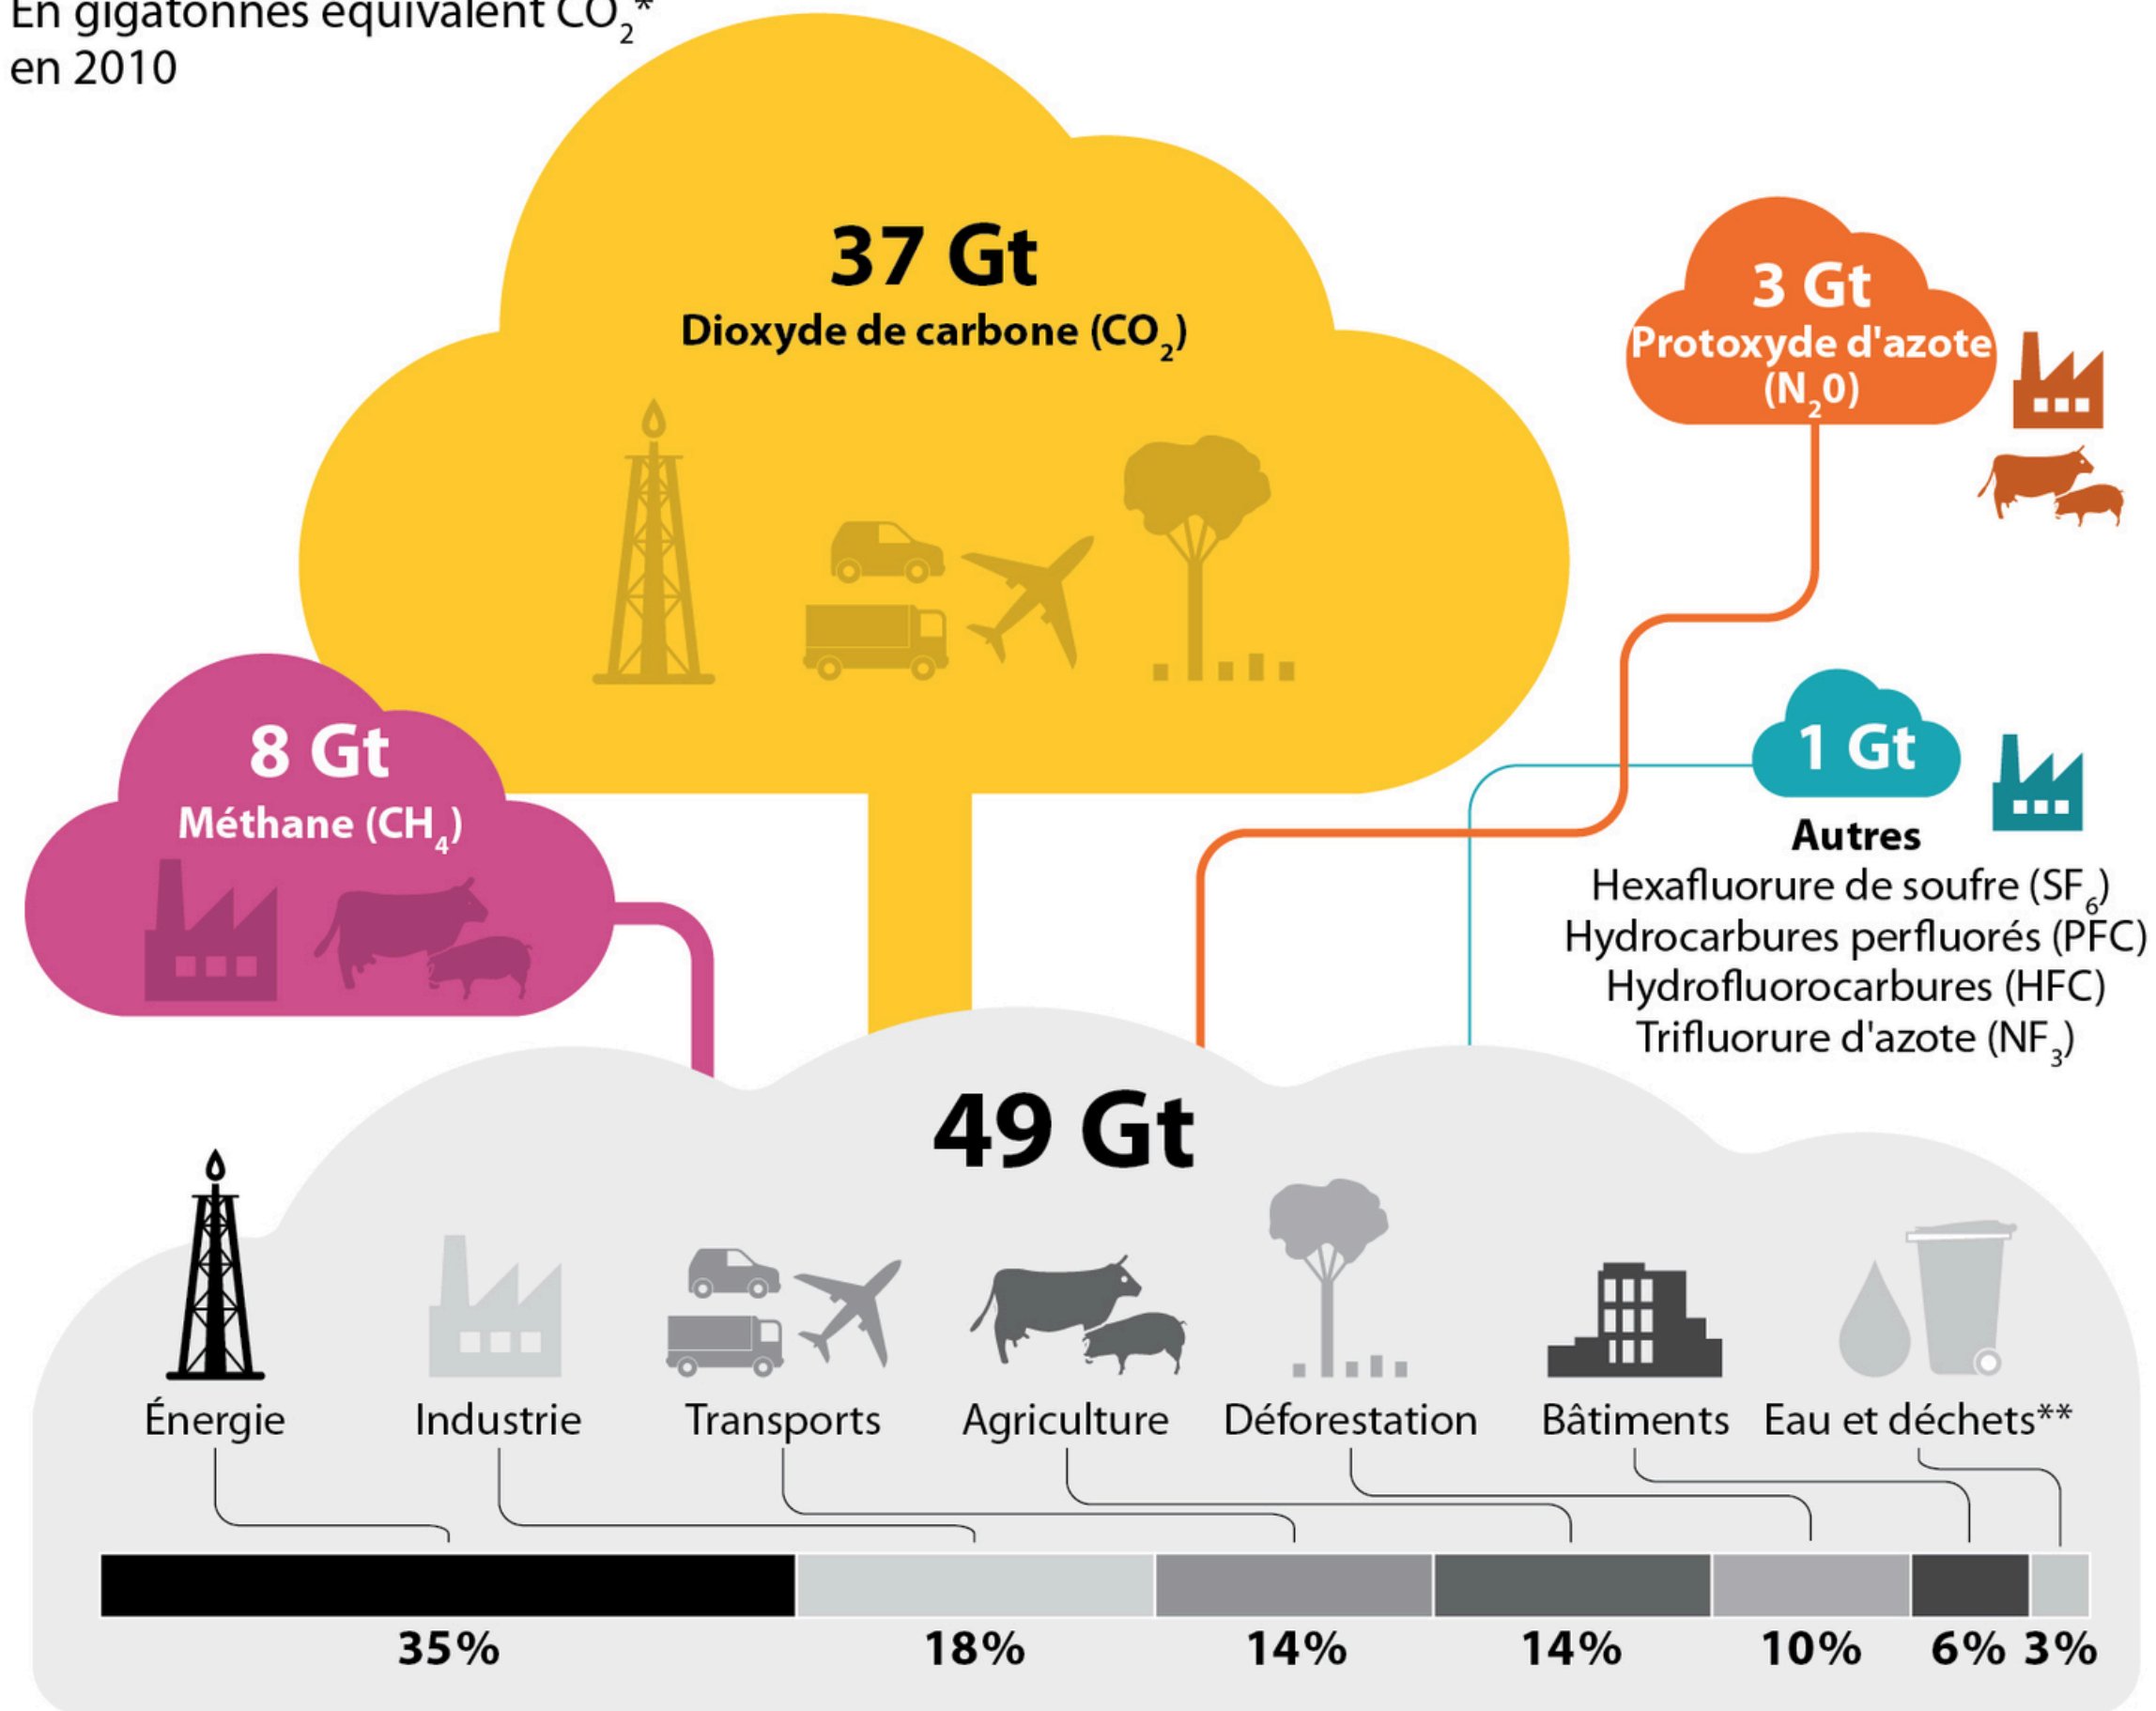 En gigatonnes équivalent CO₂*
en 2010
37 Gt
Dioxyde de carbone (CO₂)
3 Gt
Protoxyde d'azote
(N₂0)
8 Gt
Méthane (CH₄)
1 Gt
Autres
Hexafluorure de soufre (SF₆)
Hydrocarbures perfluorés (PFC)
Hydrofluorocarbures (HFC)
Trifluorure d'azote (NF₃)
49 Gt
Énergie Industrie Transports Agriculture Déforestation Bâtiments Eau et déchets**
35% 18% 14% 14% 10% 6% 3%